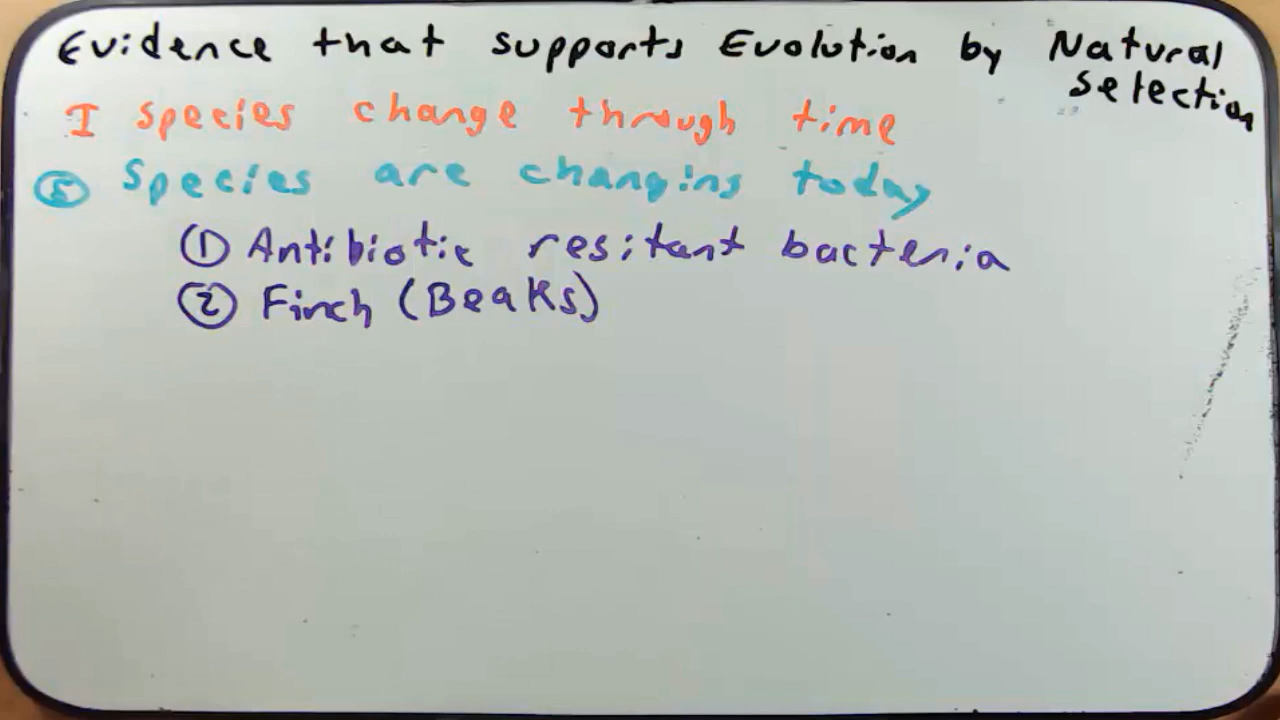 Evidence that supports Evolution by Natural Selection
I species change through time
⑤ Species are changing today
① Antibiotic resitant bacteria
② Finch (Beaks)